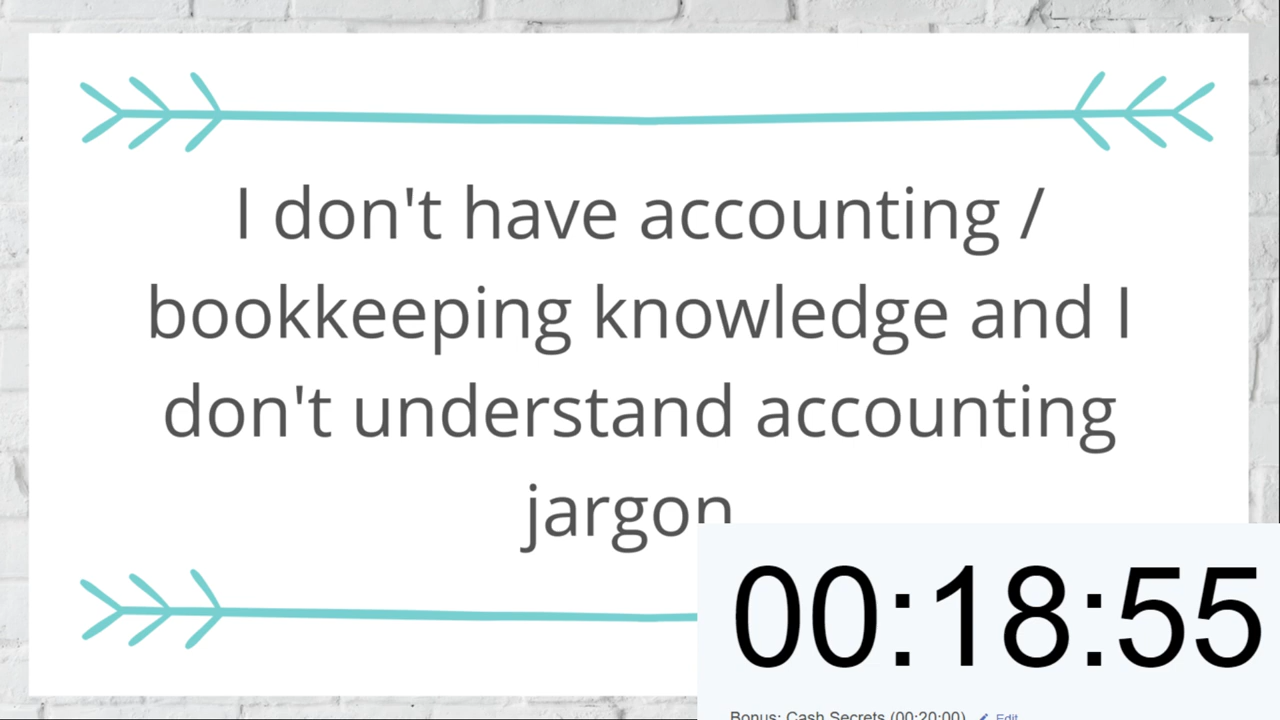 I don't have accounting /
bookkeeping knowledge and I
don't understand accounting
jargon
00:18:55
Bonus: Cash Secrets (00:20:00) Edit